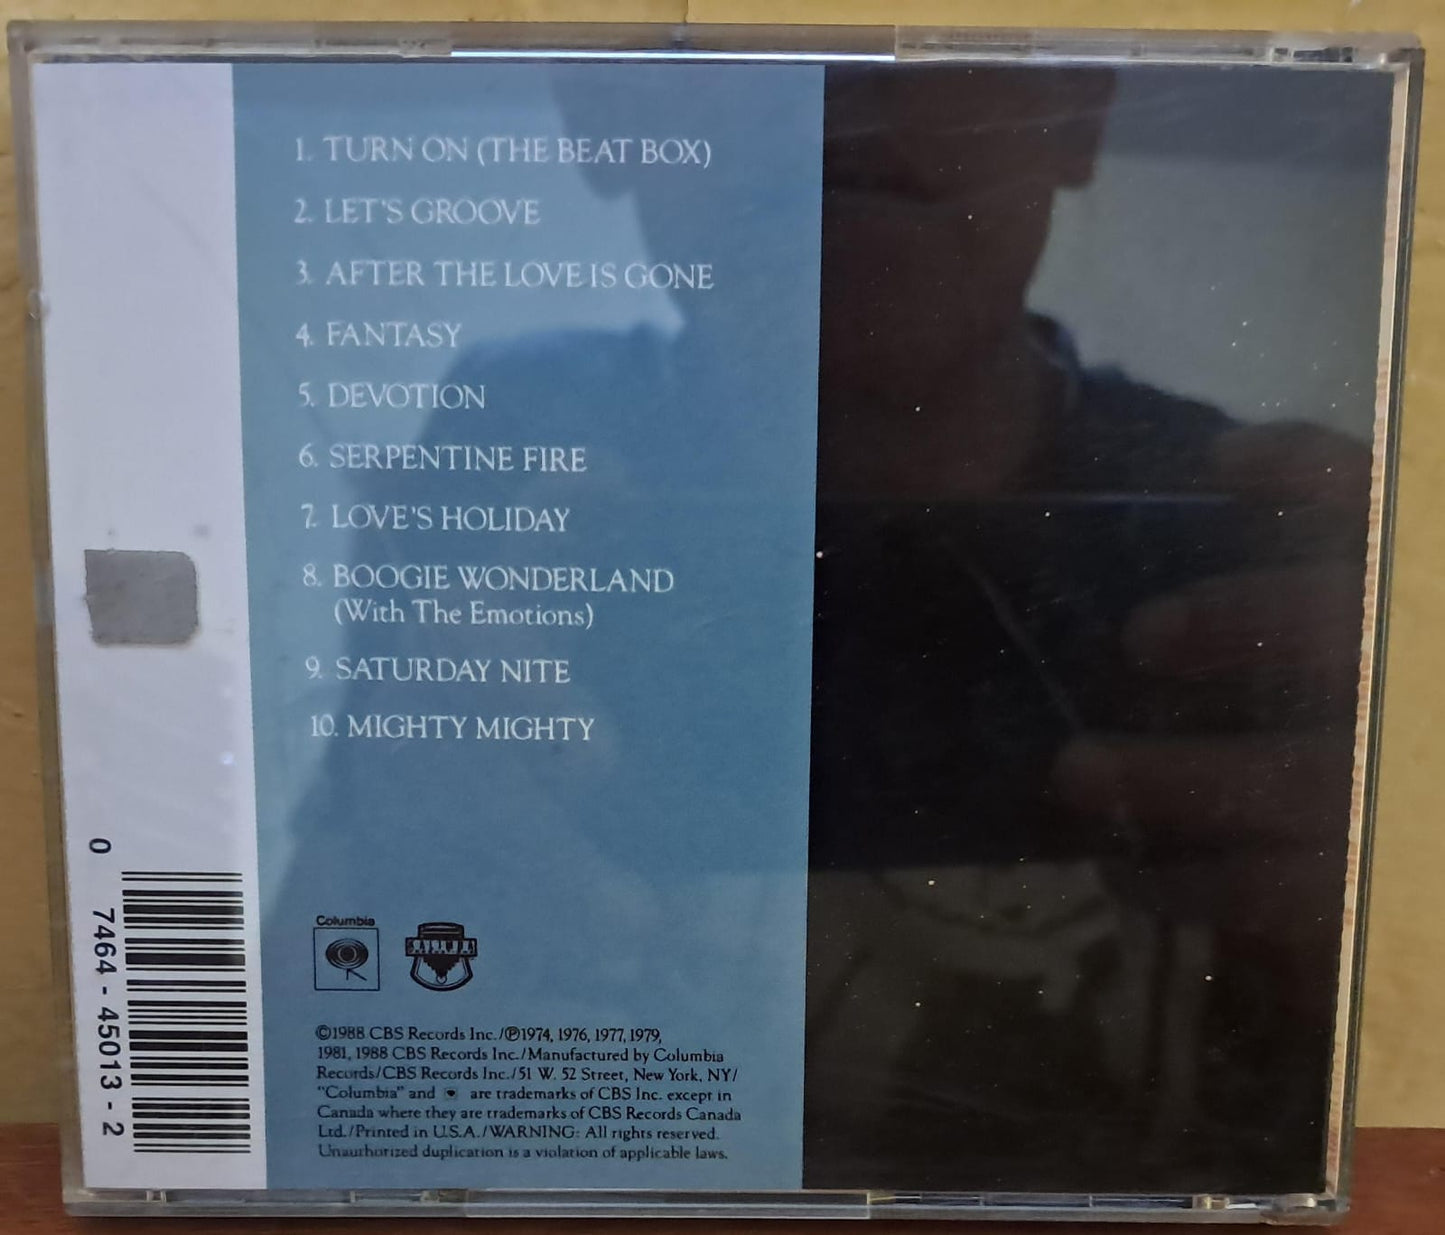 1. TURN ON (THE BEAT BOX)
2. LET'S GROOVE
3. AFTER THE LOVE IS GONE
4. FANTASY
5. DEVOTION
6. SERPENTINE FIRE
7. LOVE'S HOLIDAY
8. BOOGIE WONDERLAND
(With The Emotions)
9. SATURDAY NITE
10. MIGHTY MIGHTY
0 7464-45013-2
Columbia
KALIMBA
©1988 CBS Records Inc./℗1974, 1976, 1977, 1979,
1981, 1988 CBS Records Inc./Manufactured by Columbia
Records/CBS Records Inc./51 W. 52 Street, New York, NY/
"Columbia" and are trademarks of CBS Inc. except in
Canada where they are trademarks of CBS Records Canada
Ltd./Printed in U.S.A./WARNING: All rights reserved.
Unauthorized duplication is a violation of applicable laws.